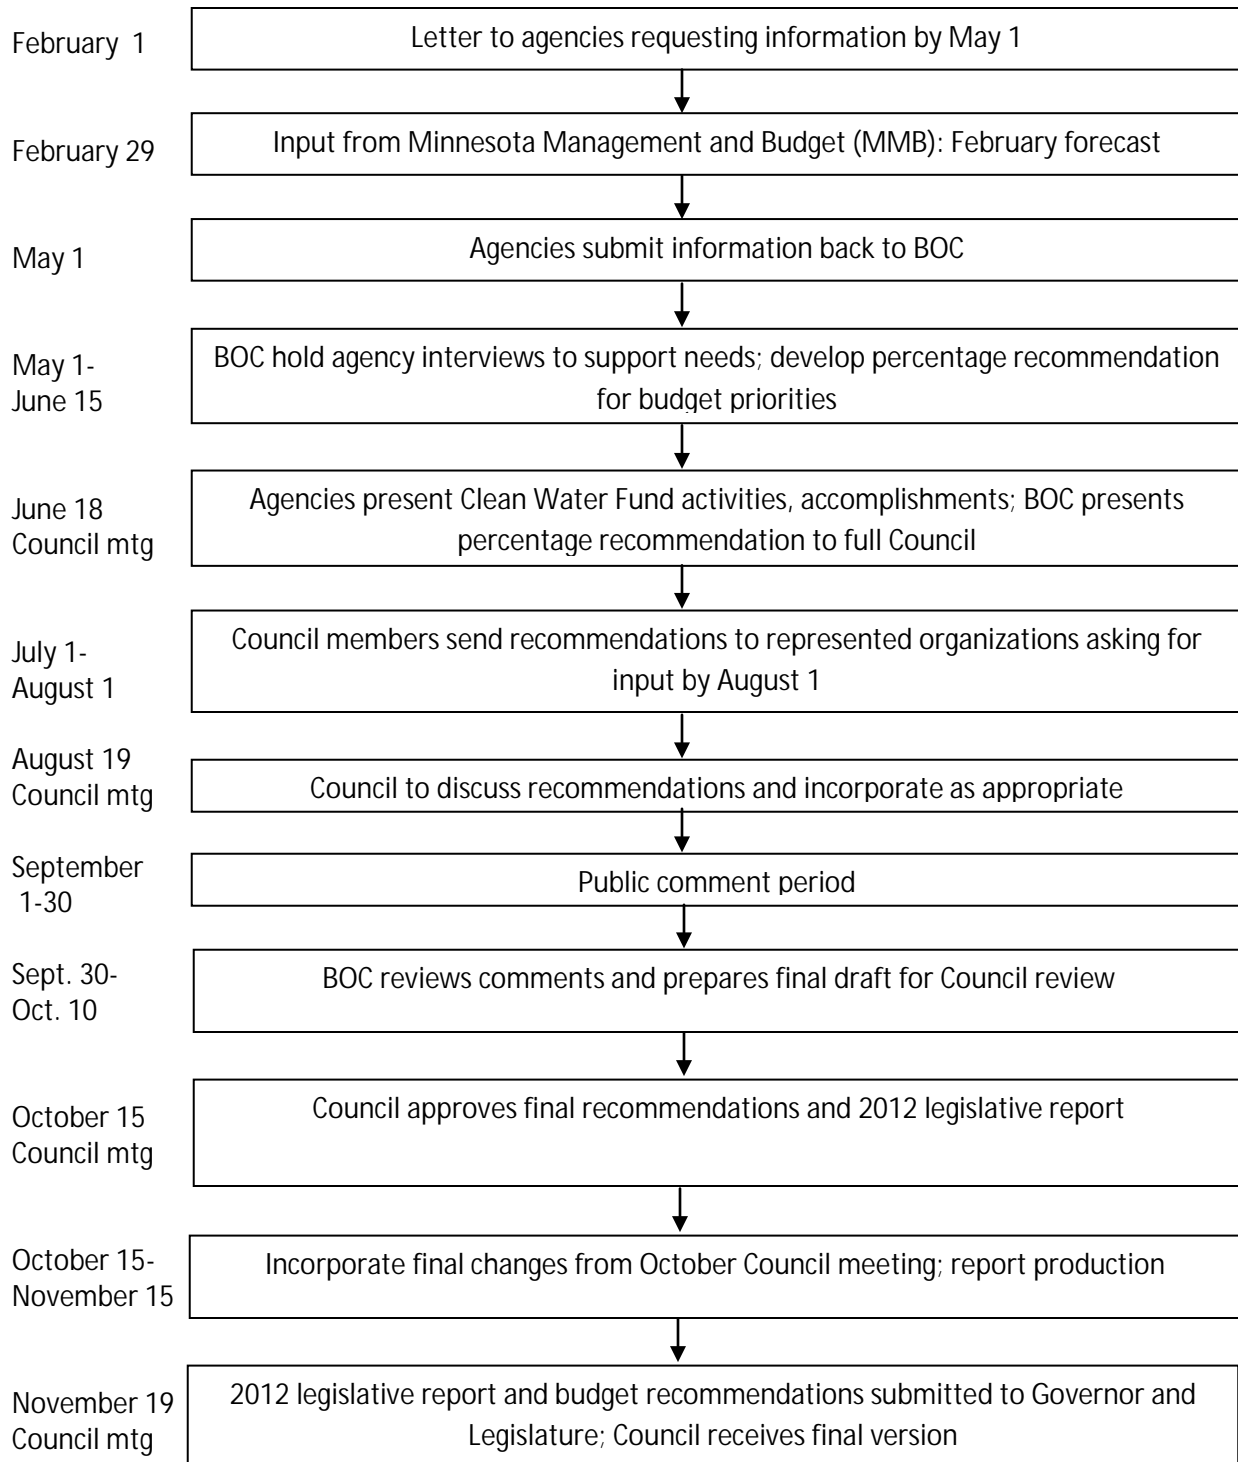 February 1
Letter to agencies requesting information by May 1
February 29
Input from Minnesota Management and Budget (MMB): February forecast
May 1
Agencies submit information back to BOC
May 1-
June 15
BOC hold agency interviews to support needs; develop percentage recommendation
for budget priorities
June 18
Council mtg
Agencies present Clean Water Fund activities, accomplishments; BOC presents
percentage recommendation to full Council
July 1-
August 1
Council members send recommendations to represented organizations asking for
input by August 1
August 19
Council mtg
Council to discuss recommendations and incorporate as appropriate
September
1-30
Public comment period
Sept. 30-
Oct. 10
BOC reviews comments and prepares final draft for Council review
October 15
Council mtg
Council approves final recommendations and 2012 legislative report
October 15-
November 15
Incorporate final changes from October Council meeting; report production
November 19
Council mtg
2012 legislative report and budget recommendations submitted to Governor and
Legislature; Council receives final version